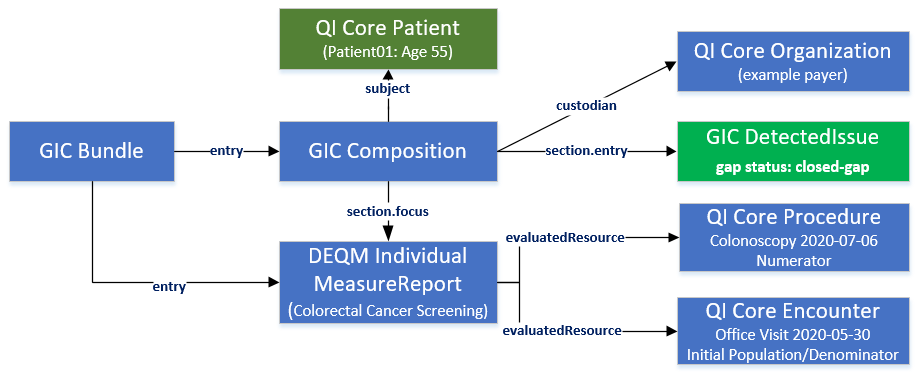 QI Core Patient
(Patient01: Age 55)
subject
QI Core Organization
(example payer)
custodian
GIC Bundle
entry
GIC Composition
section.entry
GIC DetectedIssue
gap status: closed-gap
section.focus
entry
DEQM Individual
MeasureReport
(Colorectal Cancer Screening)
evaluatedResource
QI Core Procedure
Colonoscopy 2020-07-06
Numerator
evaluatedResource
QI Core Encounter
Office Visit 2020-05-30
Initial Population/Denominator